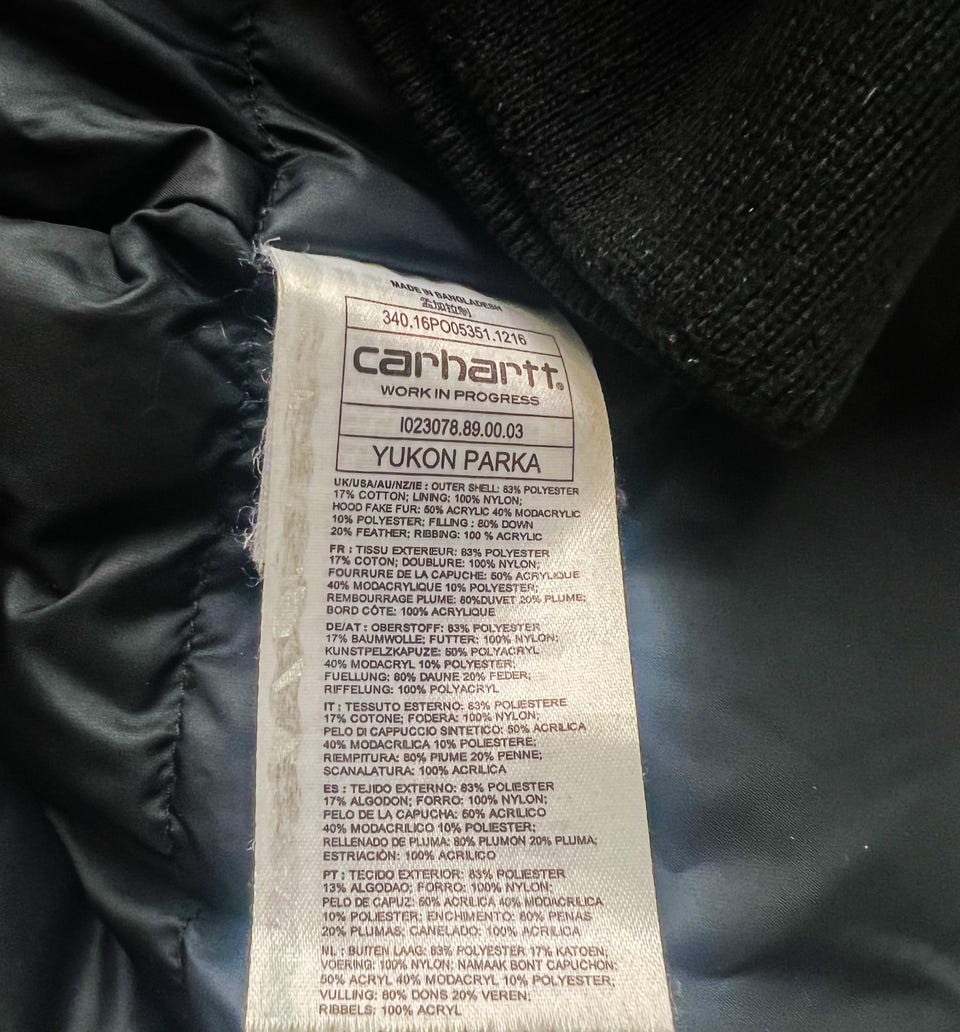 MADE IN BANGLADESH
孟加拉制
340.16PO05351.1216
carhartt®
WORK IN PROGRESS
I023078.89.00.03
YUKON PARKA
UK/USA/AU/NZ/IE : OUTER SHELL: 83% POLYESTER
17% COTTON; LINING: 100% NYLON;
HOOD FAKE FUR: 50% ACRYLIC 40% MODACRYLIC
10% POLYESTER; FILLING : 80% DOWN
20% FEATHER; RIBBING: 100 % ACRYLIC
FR : TISSU EXTERIEUR: 83% POLYESTER
17% COTON; DOUBLURE: 100% NYLON;
FOURRURE DE LA CAPUCHE: 50% ACRYLIQUE
40% MODACRYLIQUE 10% POLYESTER;
REMBOURRAGE PLUME: 80%DUVET 20% PLUME;
BORD CÔTE: 100% ACRYLIQUE
DE/AT : OBERSTOFF: 83% POLYESTER
17% BAUMWOLLE; FUTTER: 100% NYLON;
KUNSTPELZKAPUZE: 50% POLYACRYL
40% MODACRYL 10% POLYESTER;
FUELLUNG: 80% DAUNE 20% FEDER;
RIFFELUNG: 100% POLYACRYL
IT : TESSUTO ESTERNO: 83% POLIESTERE
17% COTONE; FODERA: 100% NYLON;
PELO DI CAPPUCCIO SINTETICO: 50% ACRILICA
40% MODACRILICA 10% POLIESTERE;
RIEMPITURA: 80% PIUME 20% PENNE;
SCANALATURA: 100% ACRILICA
ES : TEJIDO EXTERNO: 83% POLIESTER
17% ALGODON; FORRO: 100% NYLON;
PELO DE LA CAPUCHA: 50% ACRILICO
40% MODACRILICO 10% POLIESTER;
RELLENADO DE PLUMA: 80% PLUMON 20% PLUMA;
ESTRIACIÓN: 100% ACRILICO
PT : TECIDO EXTERIOR: 83% POLIESTER
13% ALGODAO; FORRO: 100% NYLON;
PELO DE CAPUZ: 50% ACRILICA 40% MODACRILICA
10% POLIESTER; ENCHIMENTO: 80% PENAS
20% PLUMAS; CANELADO: 100% ACRILICA
NL : BUITEN LAAG: 83% POLYESTER 17% KATOEN;
VOERING: 100% NYLON; NAMAAK BONT CAPUCHON:
50% ACRYL 40% MODACRYL 10% POLYESTER;
VULLING: 80% DONS 20% VEREN;
RIBBELS: 100% ACRYL